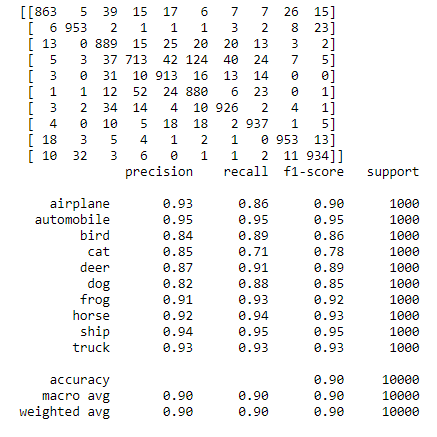 [[863 5 39 15 17 6 7 7 26 15]
[ 6 953 2 1 1 1 3 2 8 23]
[ 13 0 889 15 25 20 20 13 3 2]
[ 5 3 37 713 42 124 40 24 7 5]
[ 3 0 31 10 913 16 13 14 0 0]
[ 1 1 12 52 24 880 6 23 0 1]
[ 3 2 34 14 4 10 926 2 4 1]
[ 4 0 10 5 18 18 2 937 1 5]
[ 18 3 5 4 1 2 1 0 953 13]
[ 10 32 3 6 0 1 1 2 11 934]]
precision recall f1-score support
airplane 0.93 0.86 0.90 1000
automobile 0.95 0.95 0.95 1000
bird 0.84 0.89 0.86 1000
cat 0.85 0.71 0.78 1000
deer 0.87 0.91 0.89 1000
dog 0.82 0.88 0.85 1000
frog 0.91 0.93 0.92 1000
horse 0.92 0.94 0.93 1000
ship 0.94 0.95 0.95 1000
truck 0.93 0.93 0.93 1000
accuracy 0.90 10000
macro avg 0.90 0.90 0.90 10000
weighted avg 0.90 0.90 0.90 10000